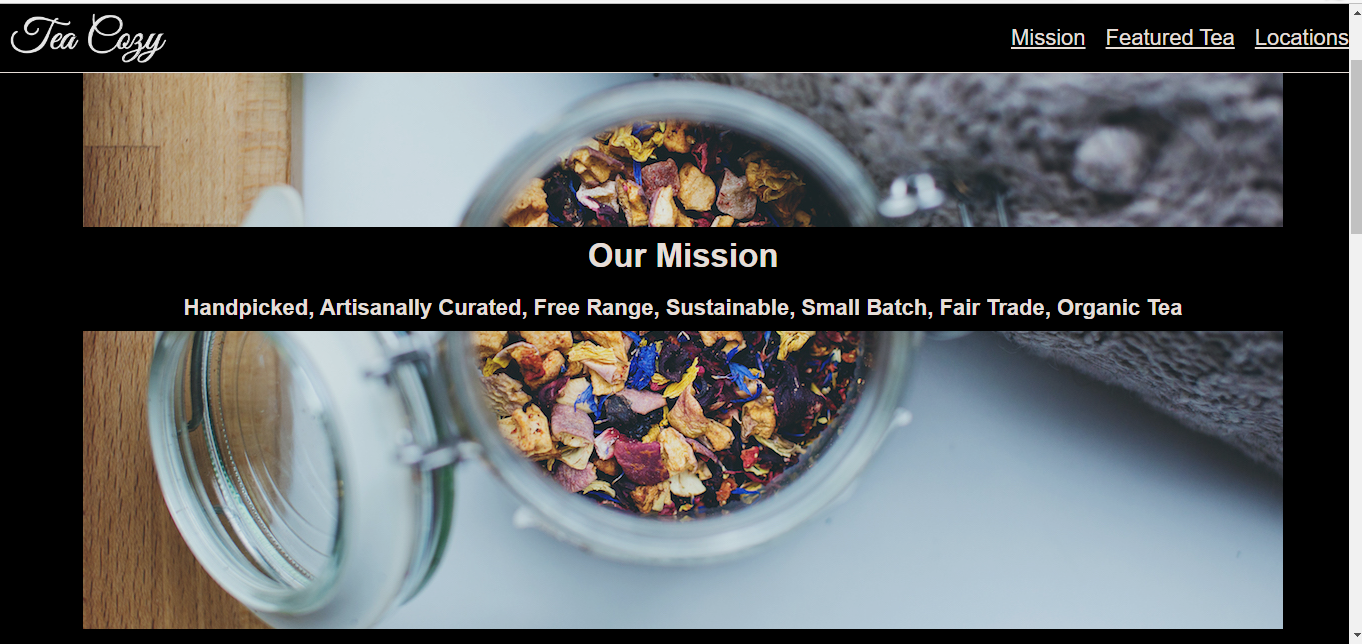 Tea Cozy
Mission Featured Tea Locations
Our Mission
Handpicked, Artisanally Curated, Free Range, Sustainable, Small Batch, Fair Trade, Organic Tea